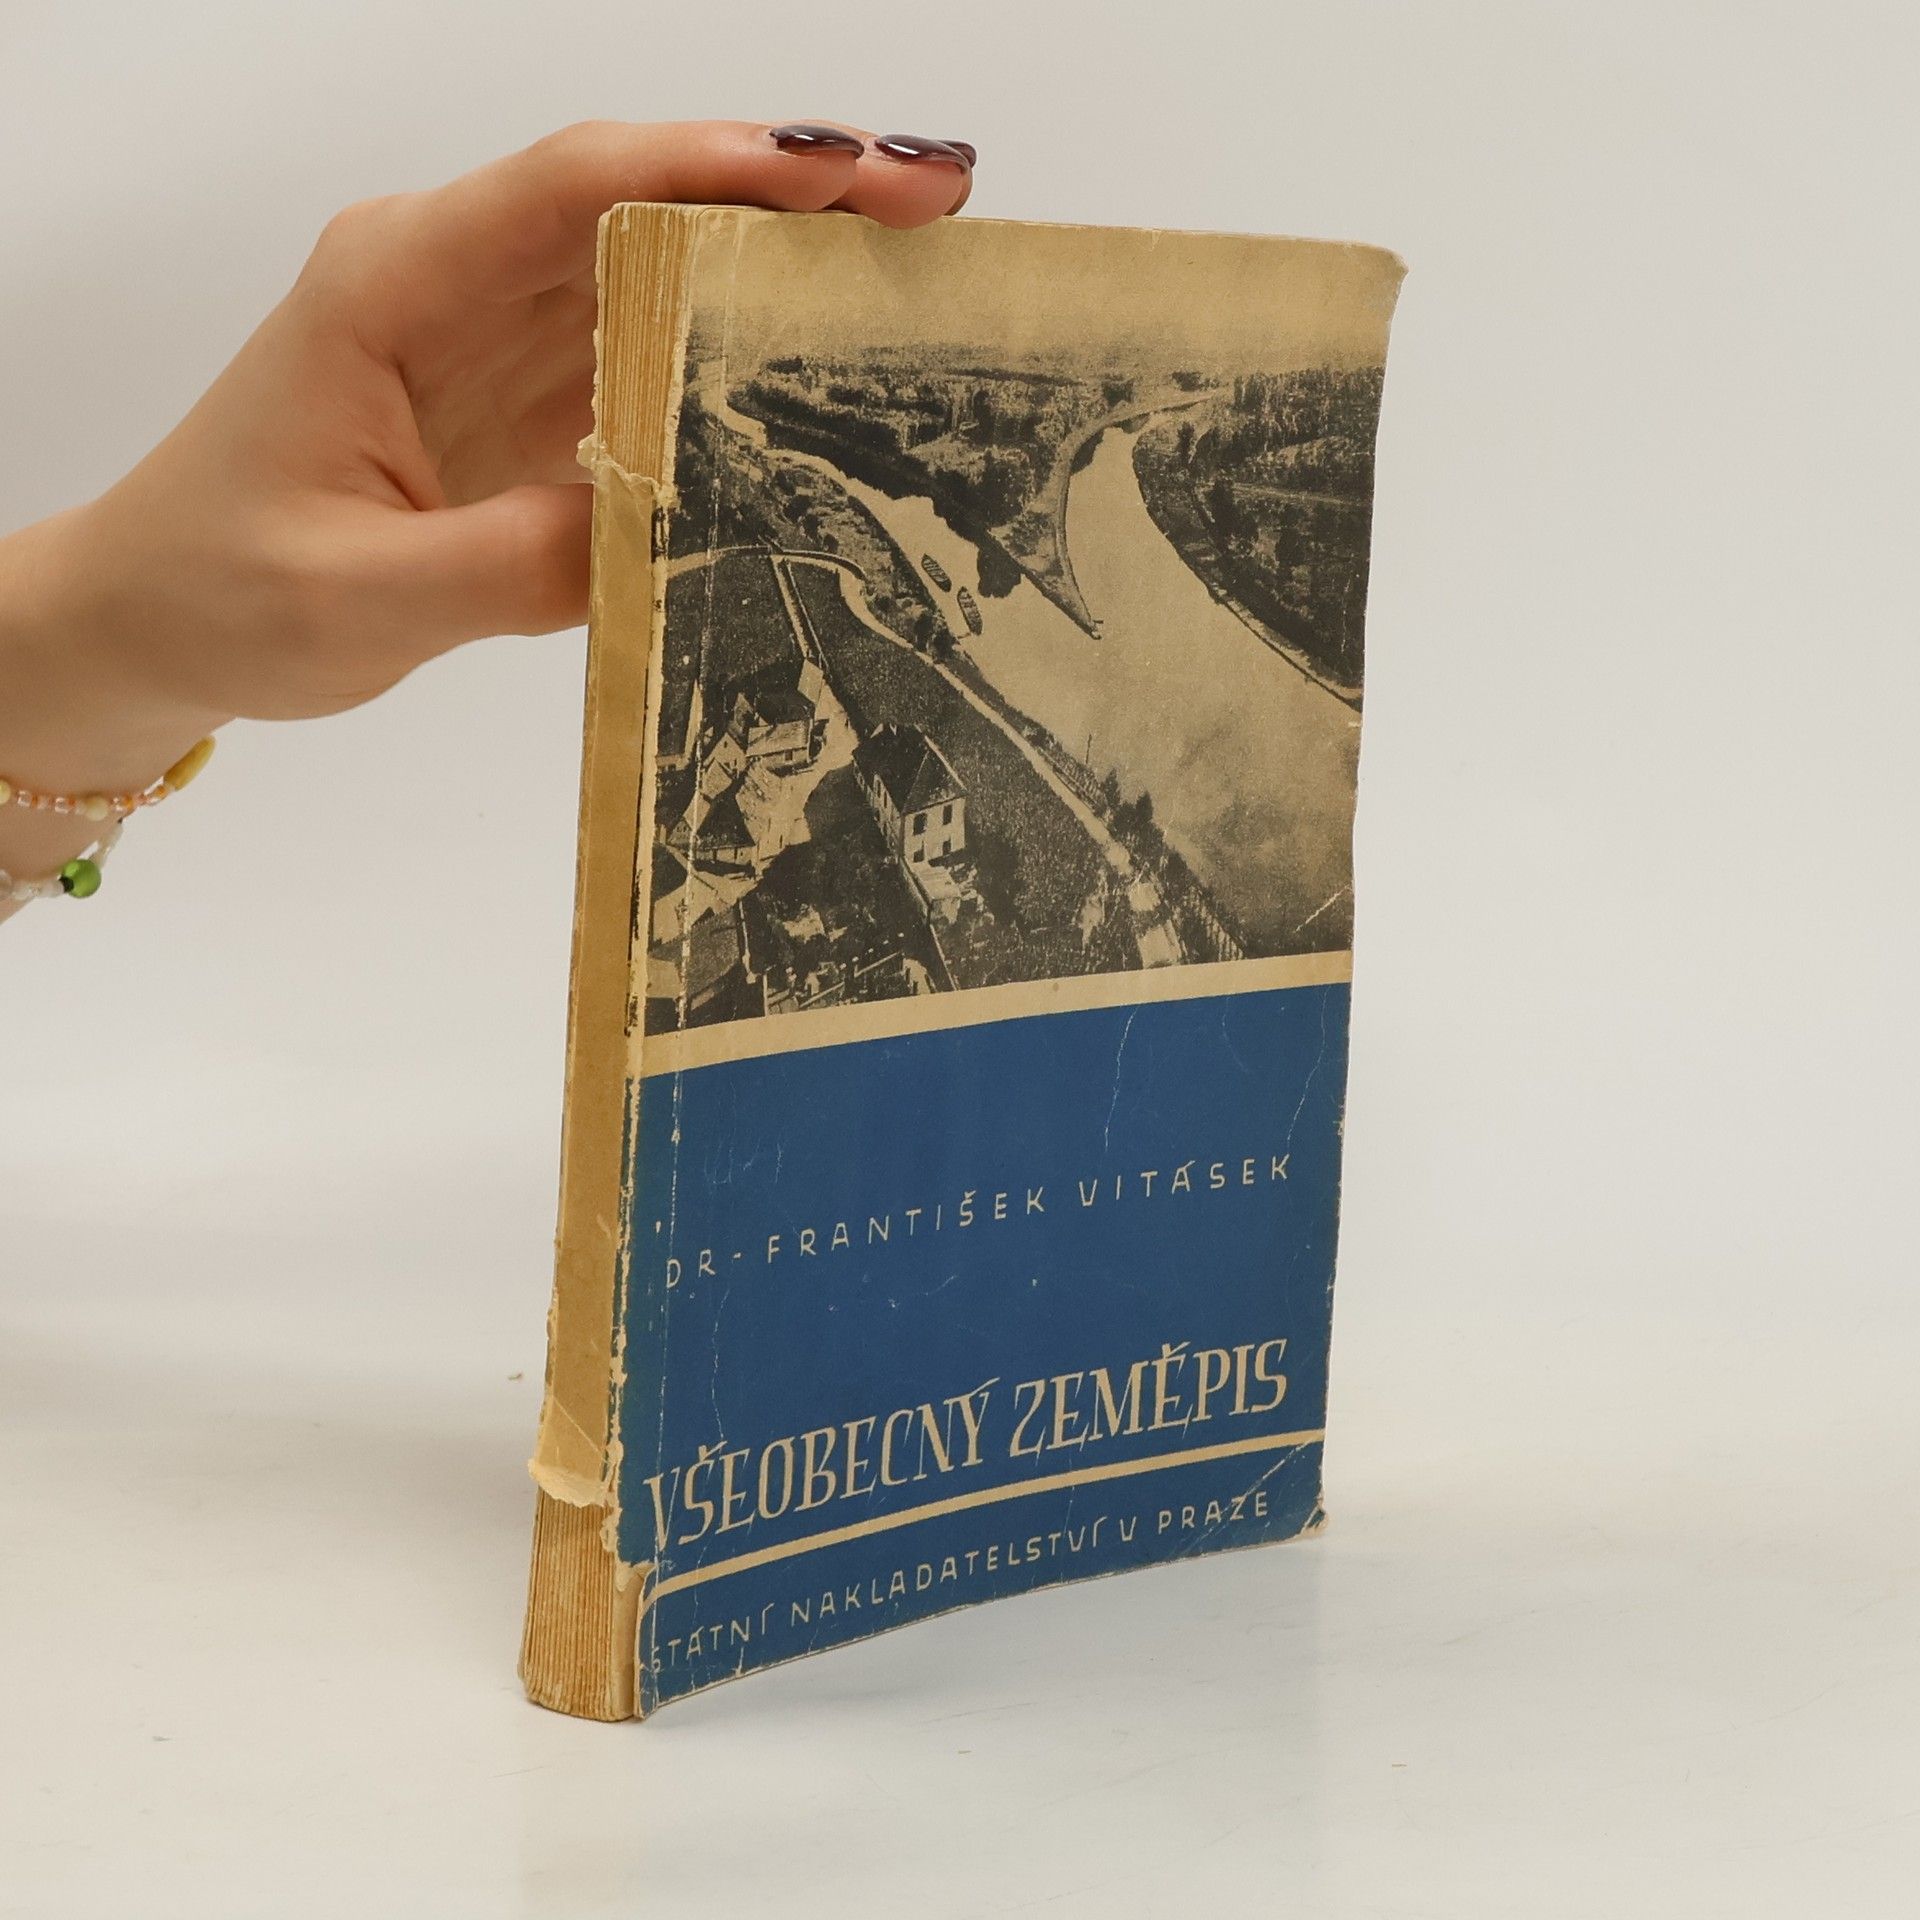 DR-FRANTIŠEK VITÁSEK
VŠEOBECNÝ ZEMĚPIS
STÁTNÍ NAKLADATELSTVÍ V PRAZE